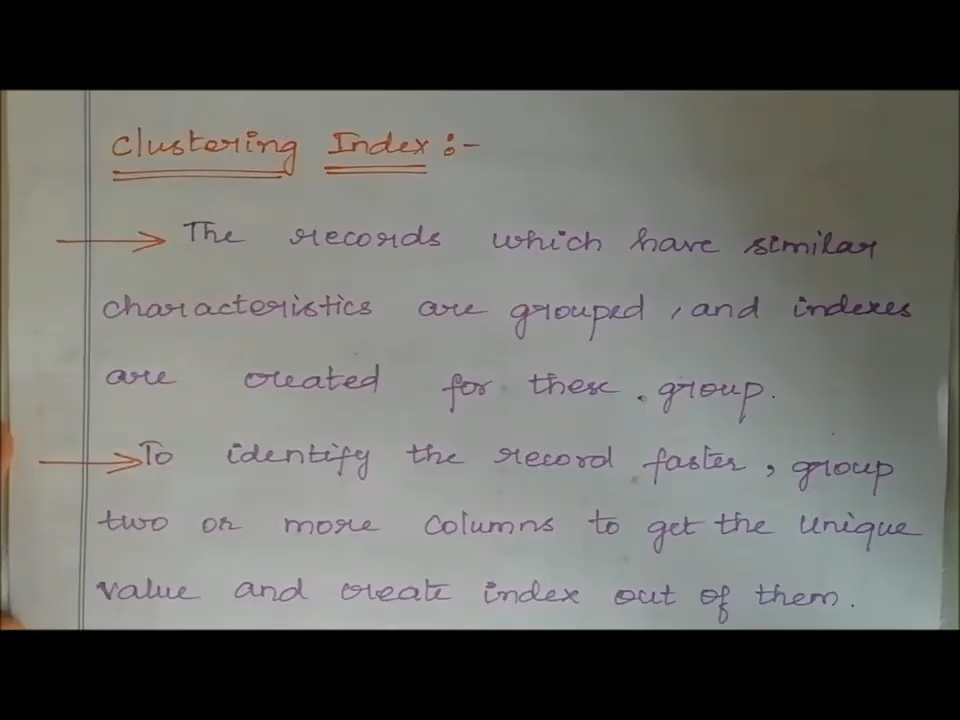 Clustering Index :-
→ The records which have similar
characteristics are grouped, and indexes
are created for these group.
→ To identify the record faster, group
two or more columns to get the unique
value and create index out of them.